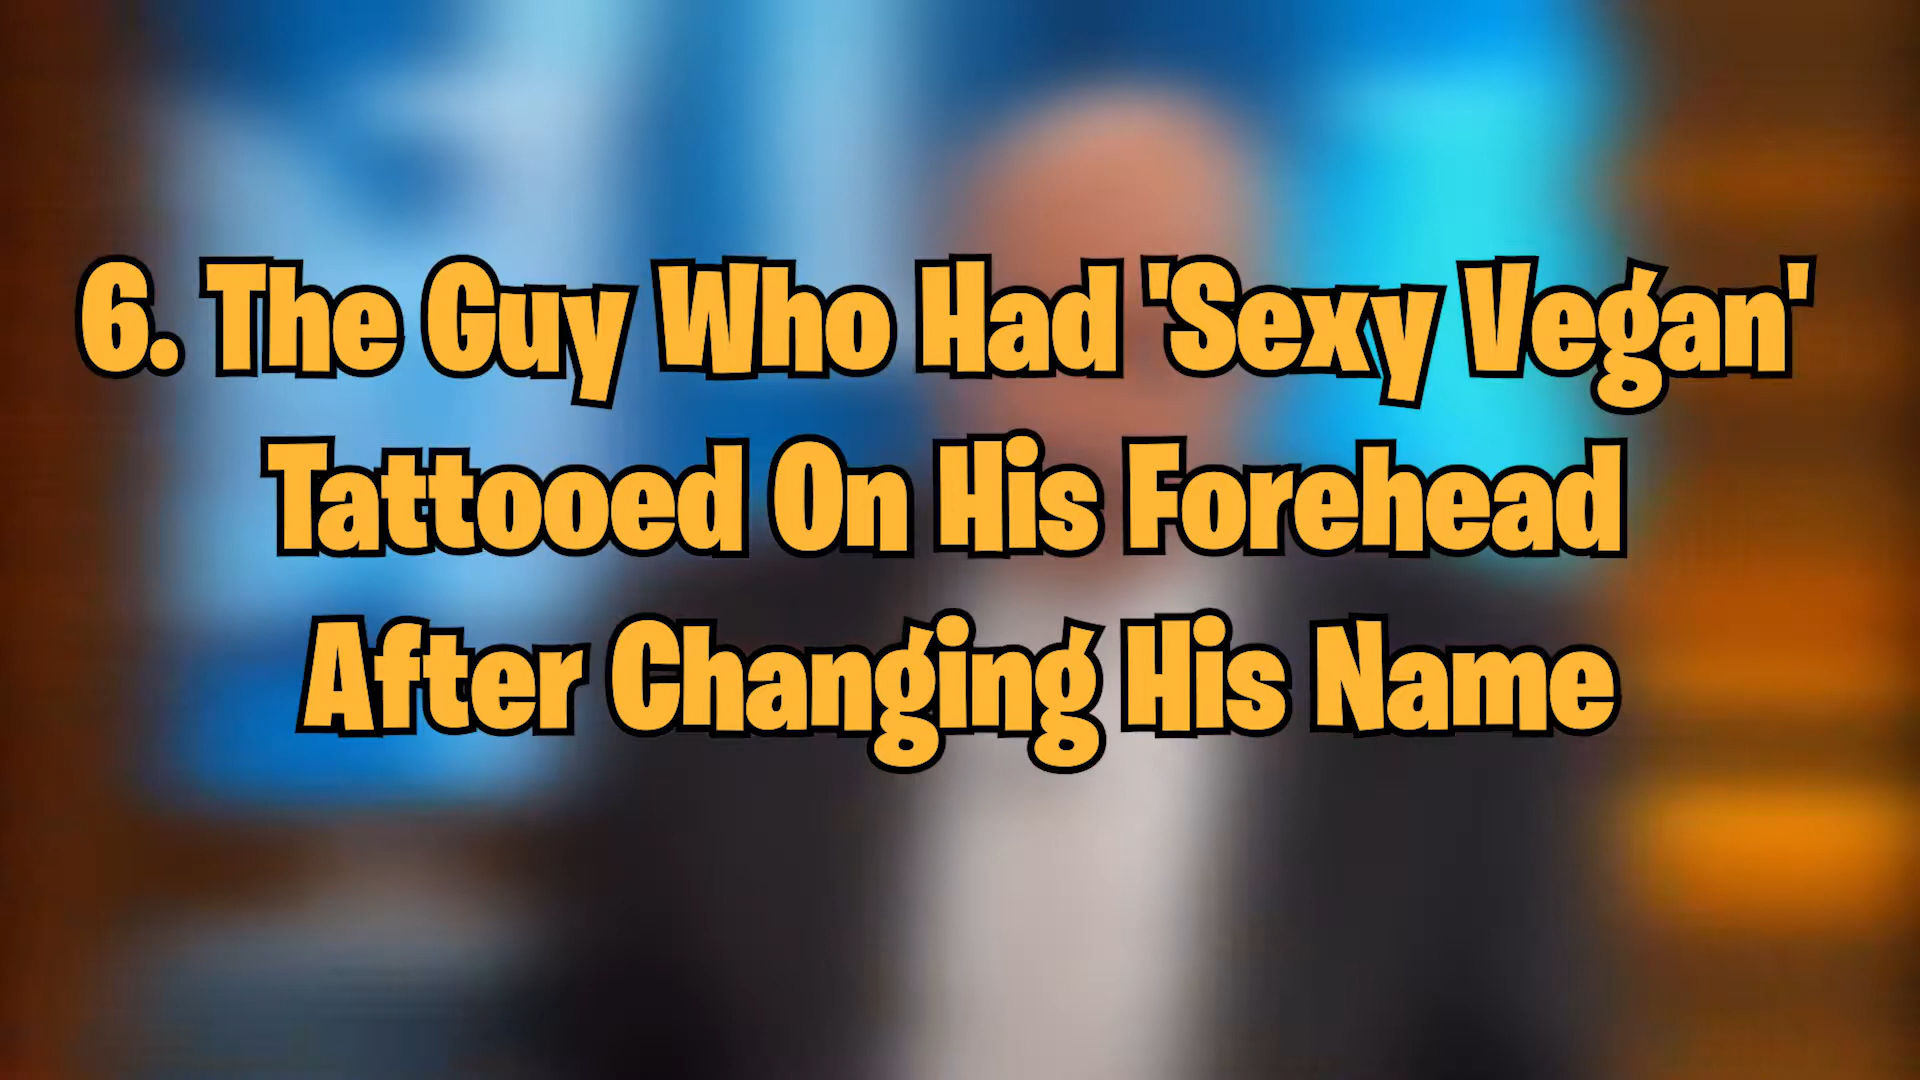 6. The Guy Who Had 'Sexy Vegan'
Tattooed On His Forehead
After Changing His Name